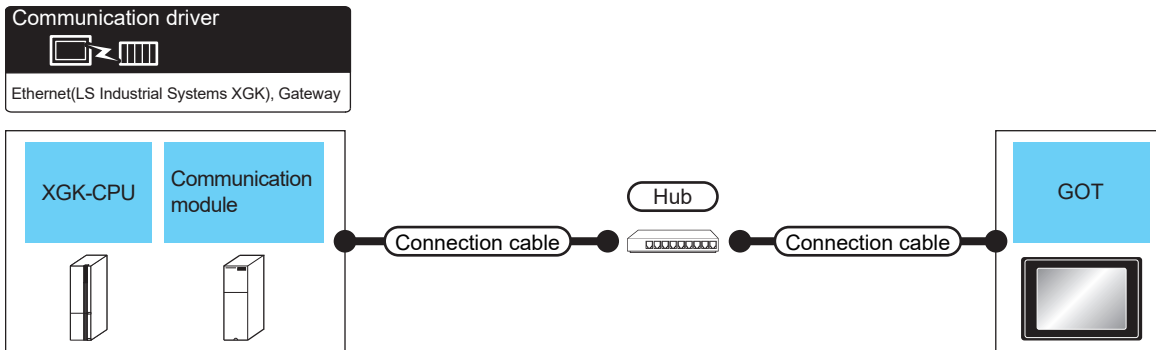 Communication driver
Ethernet(LS Industrial Systems XGK), Gateway
XGK-CPU
Communication
module
Connection cable
Hub
Connection cable
GOT